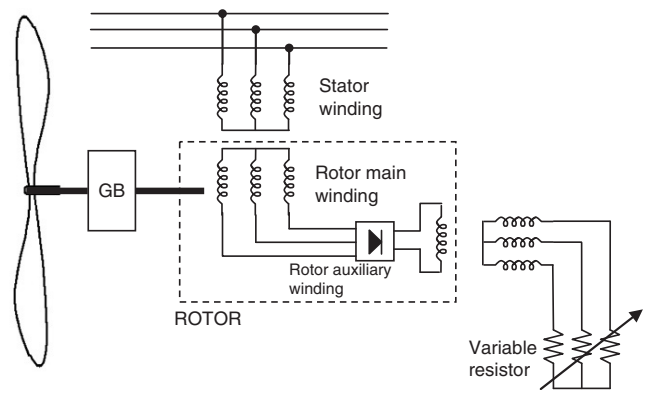 Stator
winding
GB
Rotor main
winding
Rotor auxiliary
winding
ROTOR
Variable
resistor